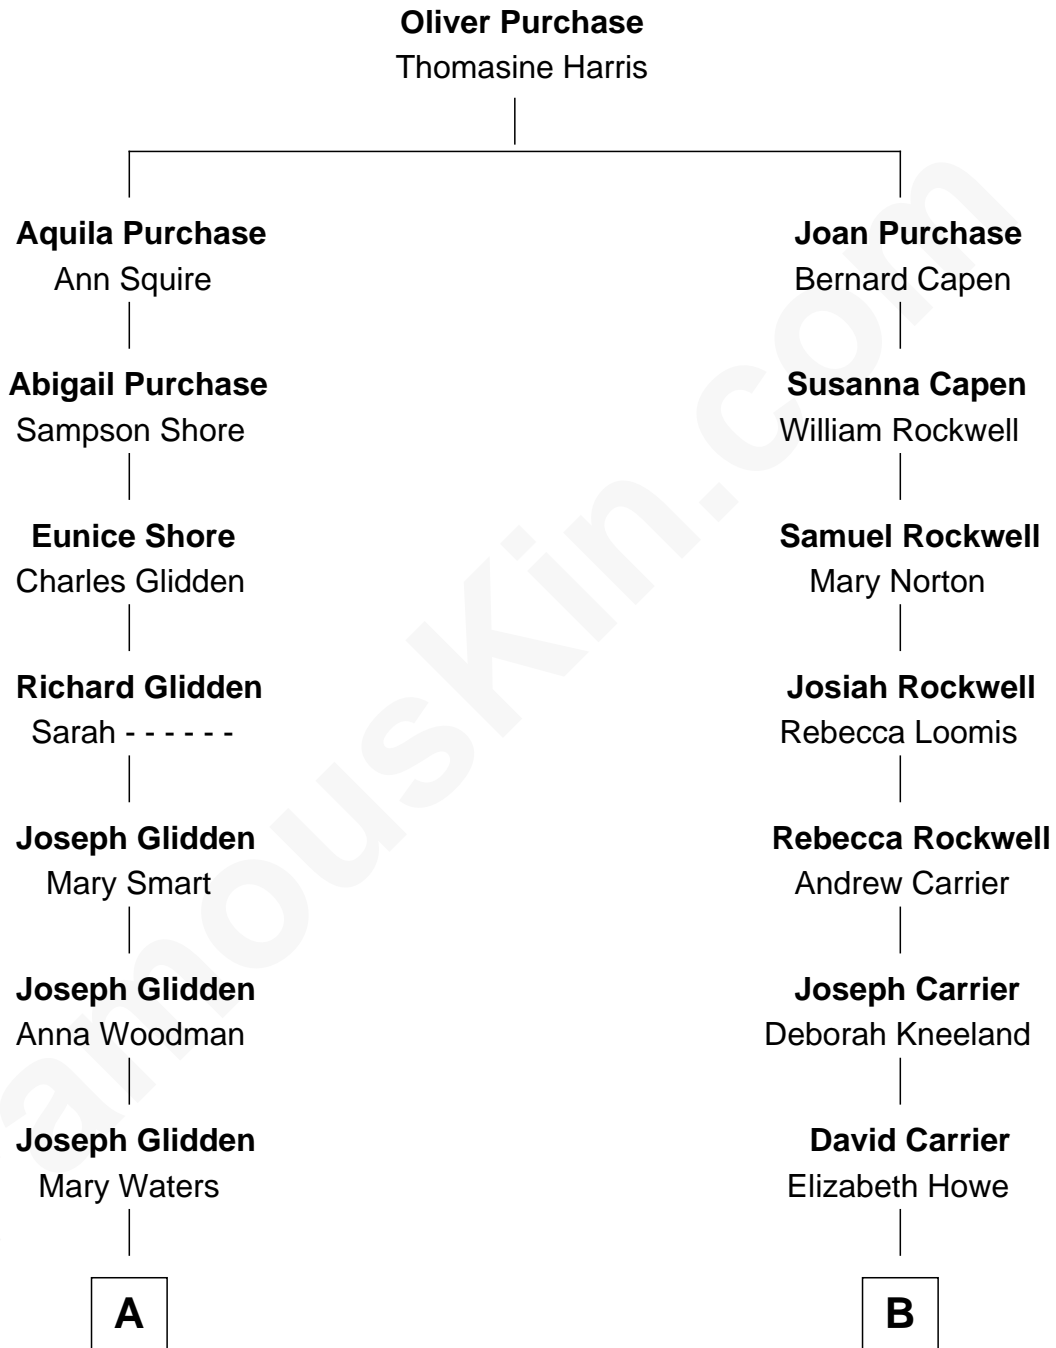 Oliver Purchase
Thomasine Harris
Aquila Purchase
Ann Squire
Joan Purchase
Bernard Capen
Abigail Purchase
Sampson Shore
Susanna Capen
William Rockwell
Eunice Shore
Charles Glidden
Samuel Rockwell
Mary Norton
Richard Glidden
Sarah - - - - - -
Josiah Rockwell
Rebecca Loomis
Joseph Glidden
Mary Smart
Rebecca Rockwell
Andrew Carrier
Joseph Glidden
Anna Woodman
Joseph Carrier
Deborah Kneeland
Joseph Glidden
Mary Waters
David Carrier
Elizabeth Howe
A
B
amousKin.com